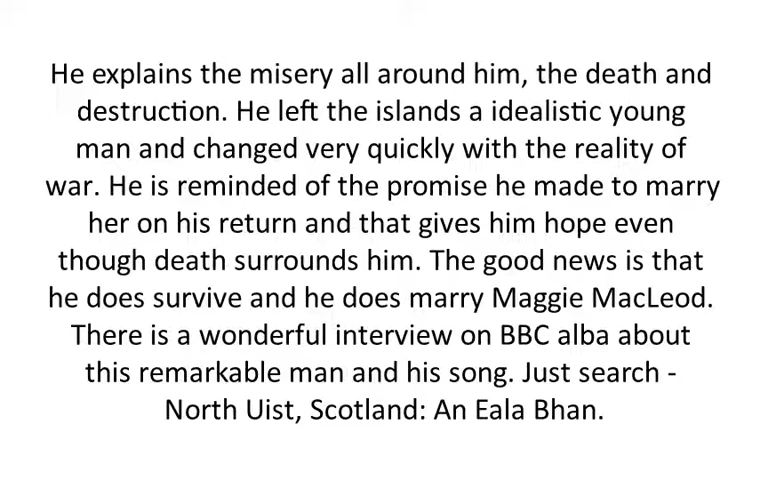 He explains the misery all around him, the death and
destruction. He left the islands a idealistic young
man and changed very quickly with the reality of
war. He is reminded of the promise he made to marry
her on his return and that gives him hope even
though death surrounds him. The good news is that
he does survive and he does marry Maggie MacLeod.
There is a wonderful interview on BBC alba about
this remarkable man and his song. Just search -
North Uist, Scotland: An Eala Bhan.